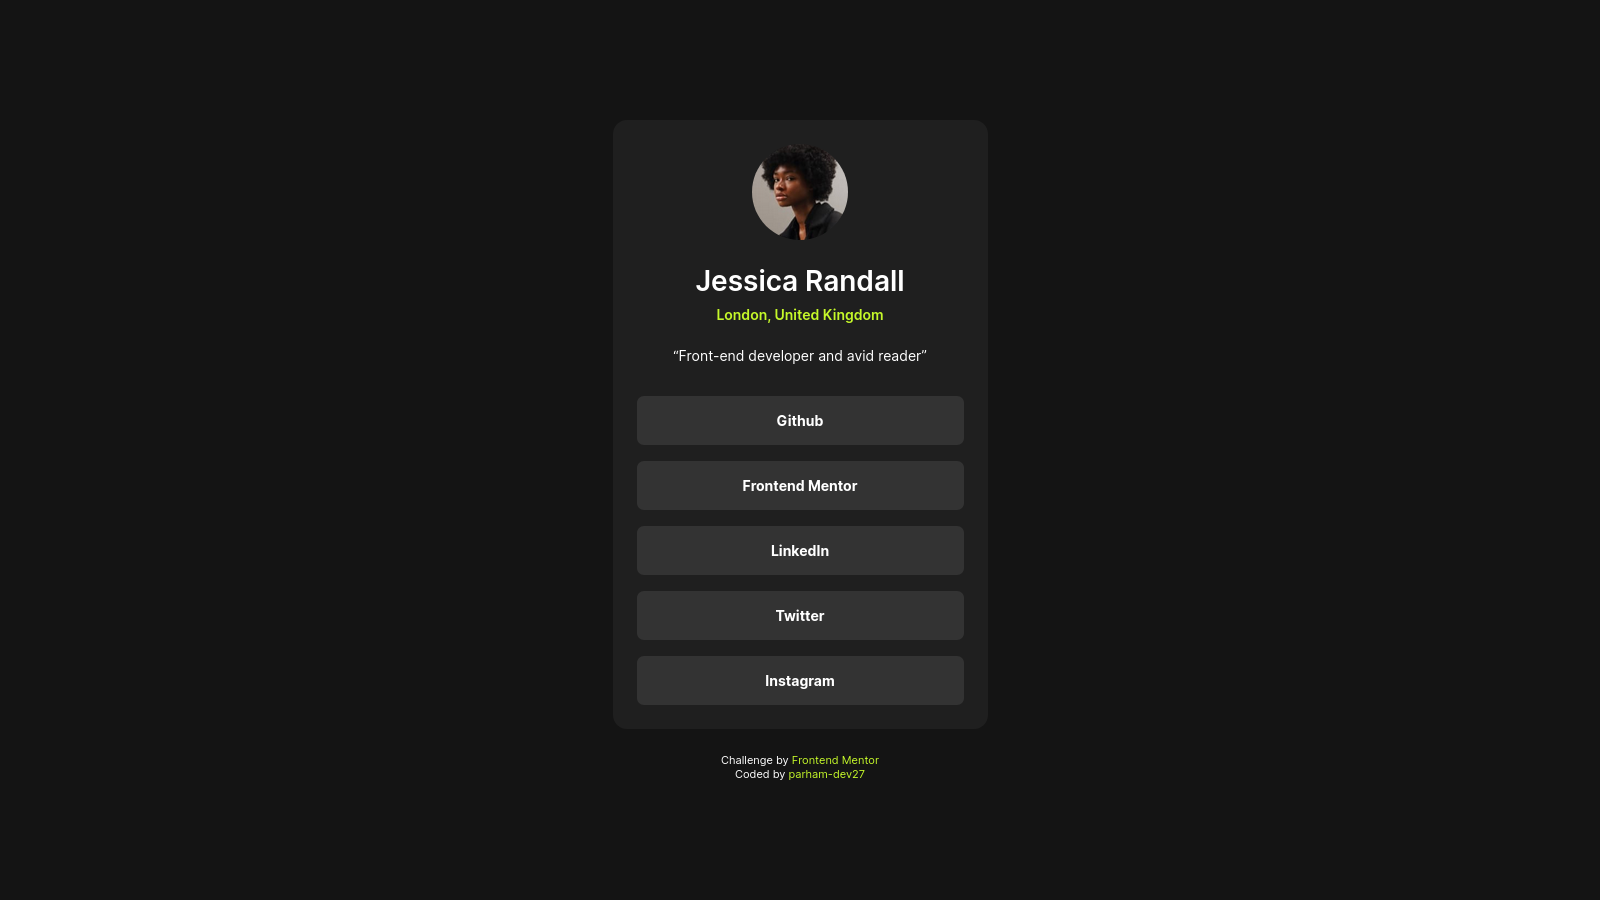 Jessica Randall
London, United Kingdom
“Front-end developer and avid reader”
Github
Frontend Mentor
LinkedIn
Twitter
Instagram
Challenge by Frontend Mentor
Coded by parham-dev27